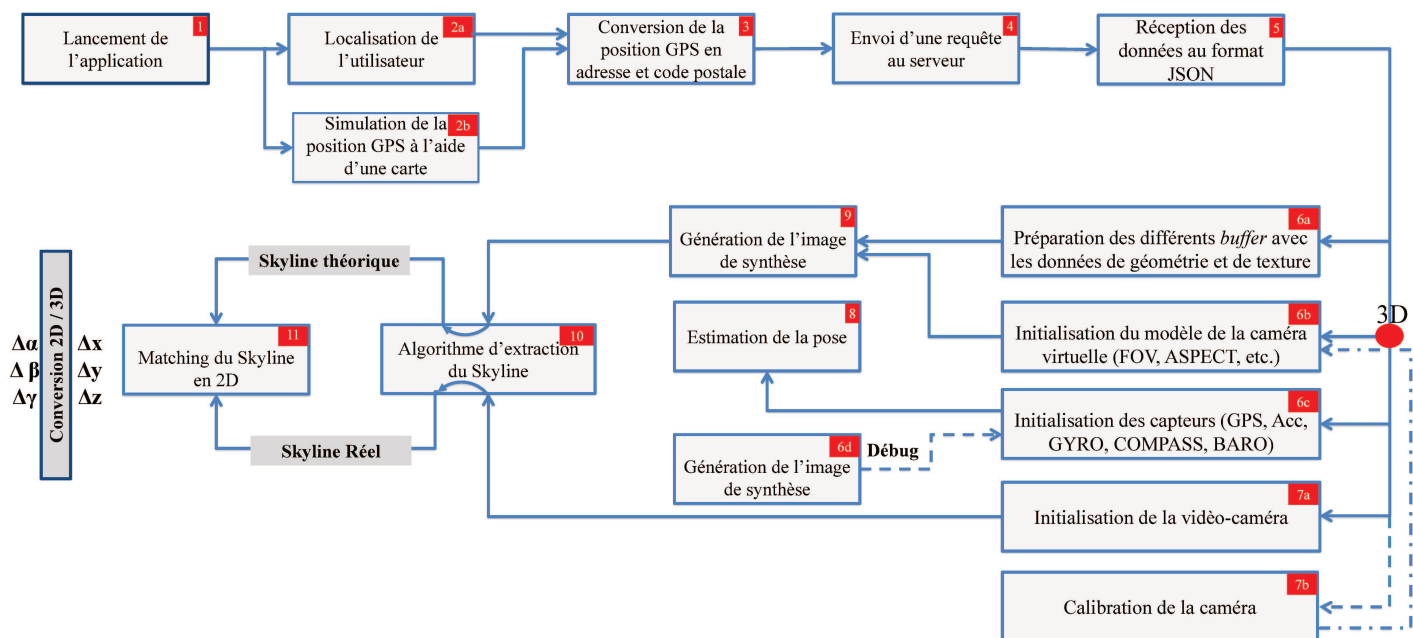 1
Lancement de
l'application
2a
Localisation de
l'utilisateur
2b
Simulation de la
position GPS à l'aide
d'une carte
3
Conversion de la
position GPS en
adresse et code postale
4
Envoi d'une requête
au serveur
5
Réception des
données au format
JSON
3D
6a
Préparation des différents buffer avec
les données de géométrie et de texture
6b
Initialisation du modèle de la caméra
virtuelle (FOV, ASPECT, etc.)
6c
Initialisation des capteurs (GPS, Acc,
GYRO, COMPASS, BARO)
6d
Génération de l'image
de synthèse
Débug
7a
Initialisation de la vidèo-caméra
7b
Calibration de la caméra
8
Estimation de la pose
9
Génération de l'image
de synthèse
10
Algorithme d'extraction
du Skyline
Skyline théorique
Skyline Réel
11
Matching du Skyline
en 2D
Conversion 2D / 3D
Δα
Δ β
Δγ
Δx
Δy
Δz